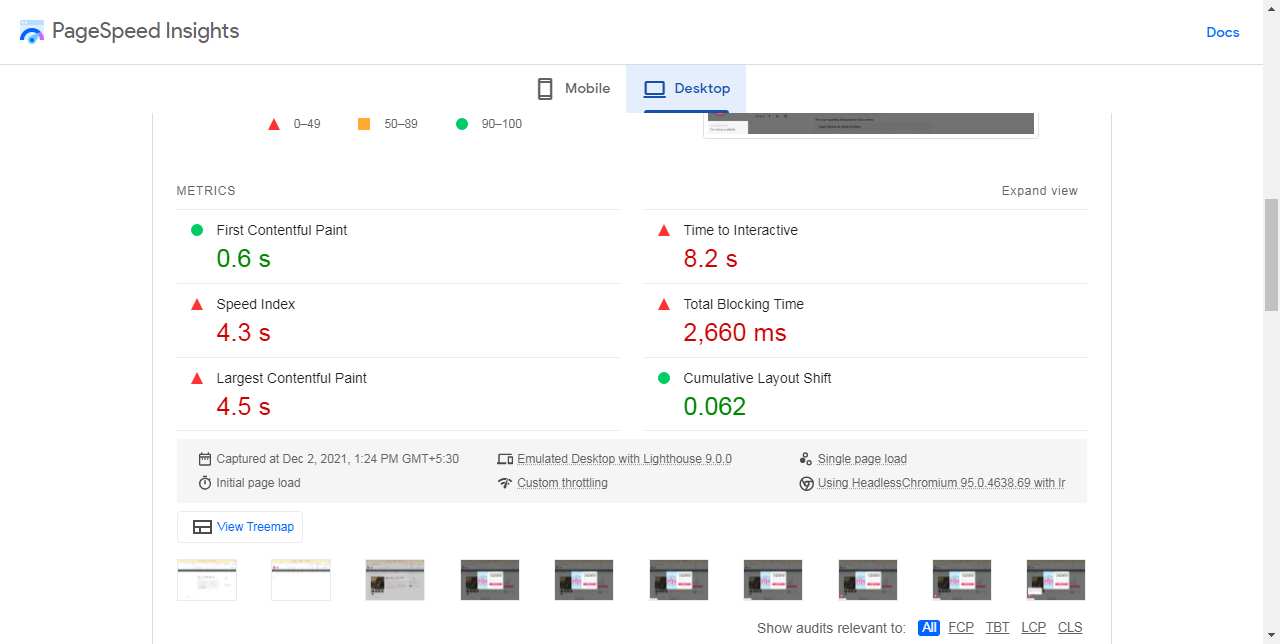 PageSpeed Insights
Docs
Mobile
Desktop
0–49
50–89
90–100
METRICS
Expand view
First Contentful Paint
0.6 s
Time to Interactive
8.2 s
Speed Index
4.3 s
Total Blocking Time
2,660 ms
Largest Contentful Paint
4.5 s
Cumulative Layout Shift
0.062
Captured at Dec 2, 2021, 1:24 PM GMT+5:30
Emulated Desktop with Lighthouse 9.0.0
Single page load
Initial page load
Custom throttling
Using HeadlessChromium 95.0.4638.69 with lr
View Treemap
Show audits relevant to: All FCP TBT LCP CLS